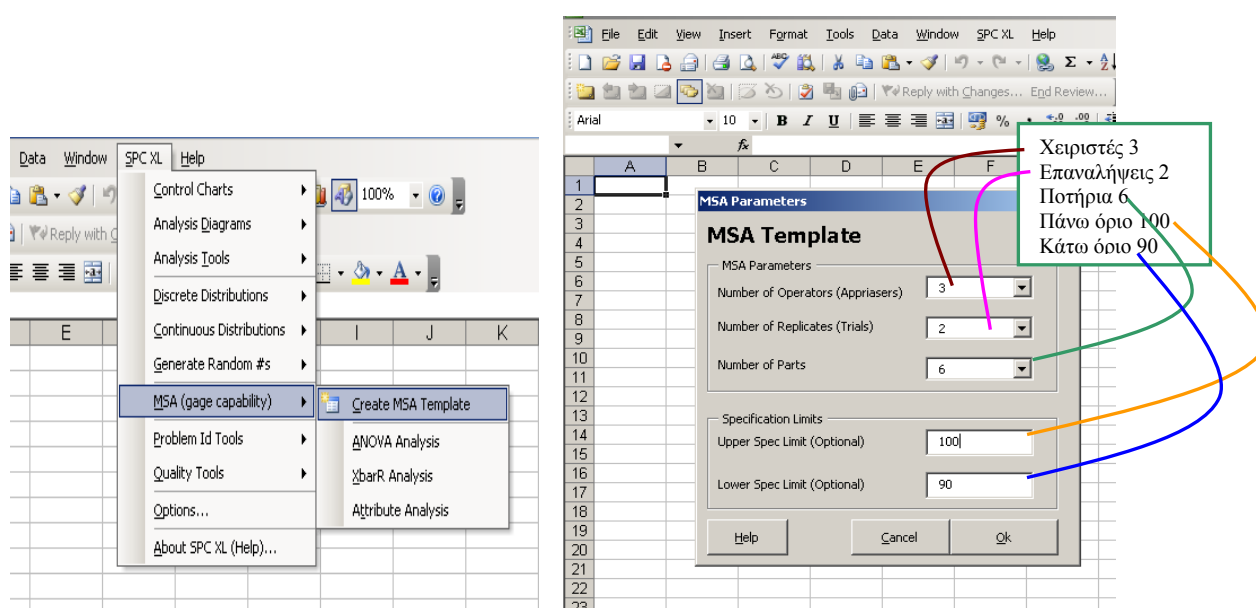 Data Window SPC XL Help
100%
Reply with
E I J K
Control Charts
Analysis Diagrams
Analysis Tools
Discrete Distributions
Continuous Distributions
Generate Random #s
MSA (gage capability)
Problem Id Tools
Quality Tools
Options...
About SPC XL (Help)...
Create MSA Template
ANOVA Analysis
XbarR Analysis
Attribute Analysis
File Edit View Insert Format Tools Data Window SPC XL Help
Reply with Changes... End Review...
Arial 10 B I U %
fx
A B C D E F
1
2
3
4
5
6
7
8
9
10
11
12
13
14
15
16
17
18
19
20
21
22
23
MSA Parameters
MSA Template
MSA Parameters
Number of Operators (Appriasers) 3
Number of Replicates (Trials) 2
Number of Parts 6
Specification Limits
Upper Spec Limit (Optional) 100
Lower Spec Limit (Optional) 90
Help Cancel Ok
Χειριστές 3
Επαναλήψεις 2
Ποτήρια 6
Πάνω όριο 100
Κάτω όριο 90